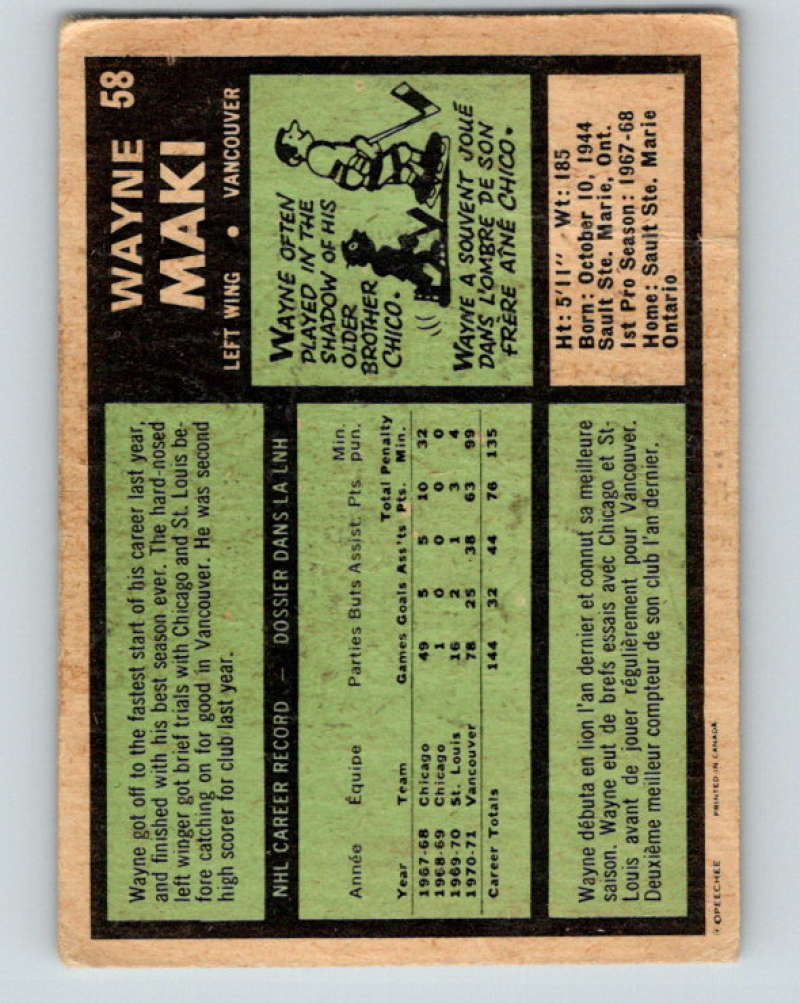 WAYNE 58
MAKI
LEFT WING • VANCOUVER
Wayne got off to the fastest start of his career last year,
and finished with his best season ever. The hard-nosed
left winger got brief trials with Chicago and St. Louis be-
fore catching on for good in Vancouver. He was second
high scorer for club last year.
WAYNE OFTEN
PLAYED IN THE
SHADOW OF HIS
OLDER
BROTHER
CHICO.
WAYNE A SOUVENT JOUÉ
DANS L'OMBRE DE SON
FRÈRE AÎNÉ CHICO.
NHL CAREER RECORD — DOSSIER DANS LA LNH
Min.
Année Équipe Parties Buts Assist. Pts. pun.
Total Penalty
Year Team Games Goals Ass'ts Pts. Min.
1967-68 Chicago 49 5 5 10 32
1968-69 Chicago 1 0 0 0 0
1969-70 St. Louis 16 2 1 3 4
1970-71 Vancouver 78 25 38 63 99
Career Totals 144 32 44 76 135
Ht: 5'11" Wt: 185
Born: October 10, 1944
Sault Ste. Marie, Ont.
1st Pro Season: 1967-68
Home: Sault Ste. Marie
Ontario
Wayne débuta en lion l'an dernier et connut sa meilleure
saison. Wayne eut de brefs essais avec Chicago et St-
Louis avant de jouer régulièrement pour Vancouver.
Deuxième meilleur compteur de son club l'an dernier.
OPEECHEE PRINTED IN CANADA